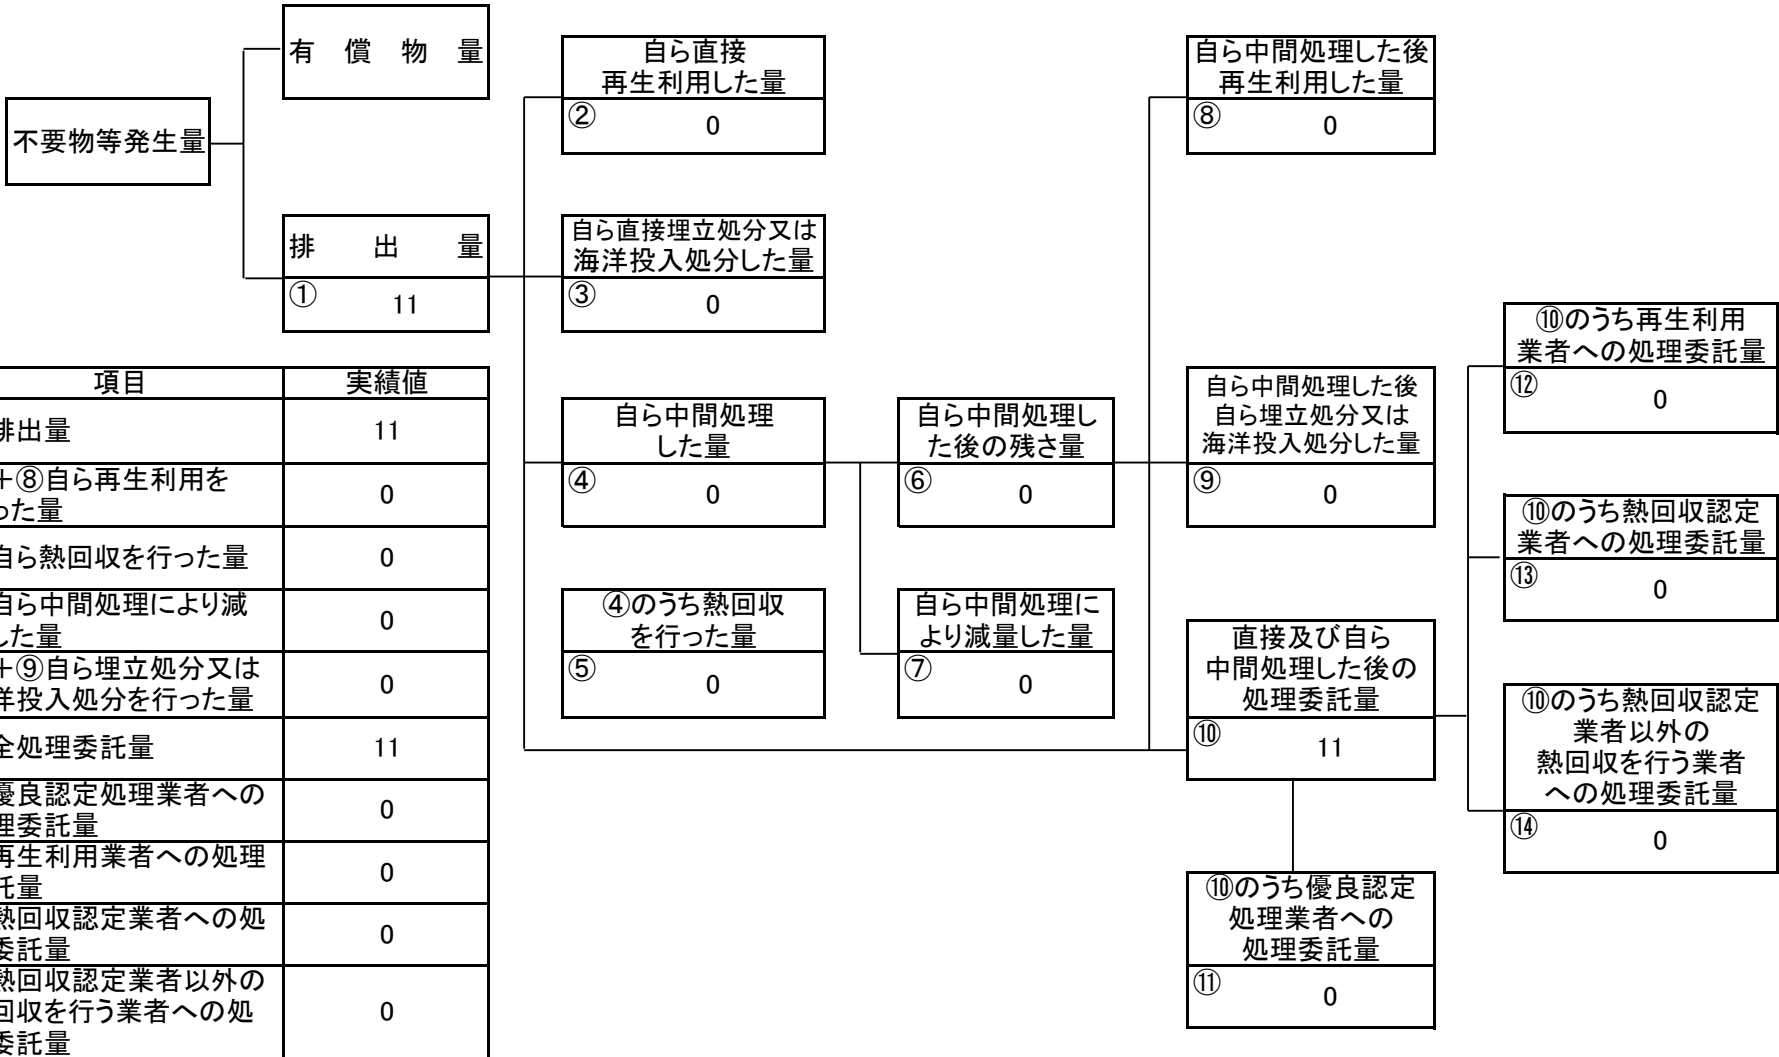 有償物量
不要物等発生量
排出量
①
11
自ら直接
再生利用した量
②
0
自ら直接埋立処分又は
海洋投入処分した量
③
0
自ら中間処理
した量
④
0
④のうち熱回収
を行った量
⑤
0
自ら中間処理し
た後の残さ量
⑥
0
自ら中間処理に
より減量した量
⑦
0
自ら中間処理した後
再生利用した量
⑧
0
自ら中間処理した後
自ら埋立処分又は
海洋投入処分した量
⑨
0
直接及び自ら
中間処理した後の
処理委託量
⑩
11
⑩のうち優良認定
処理業者への
処理委託量
⑪
0
⑩のうち再生利用
業者への処理委託量
⑫
0
⑩のうち熱回収認定
業者への処理委託量
⑬
0
⑩のうち熱回収認定
業者以外の
熱回収を行う業者
への処理委託量
⑭
0
項目
実績値
排出量
11
+⑧自ら再生利用を
った量
0
自ら熱回収を行った量
0
自ら中間処理により減
した量
0
+⑨自ら埋立処分又は
洋投入処分を行った量
0
全処理委託量
11
優良認定処理業者への
理委託量
0
再生利用業者への処理
託量
0
熱回収認定業者への処
委託量
0
熱回収認定業者以外の
回収を行う業者への処
委託量
0